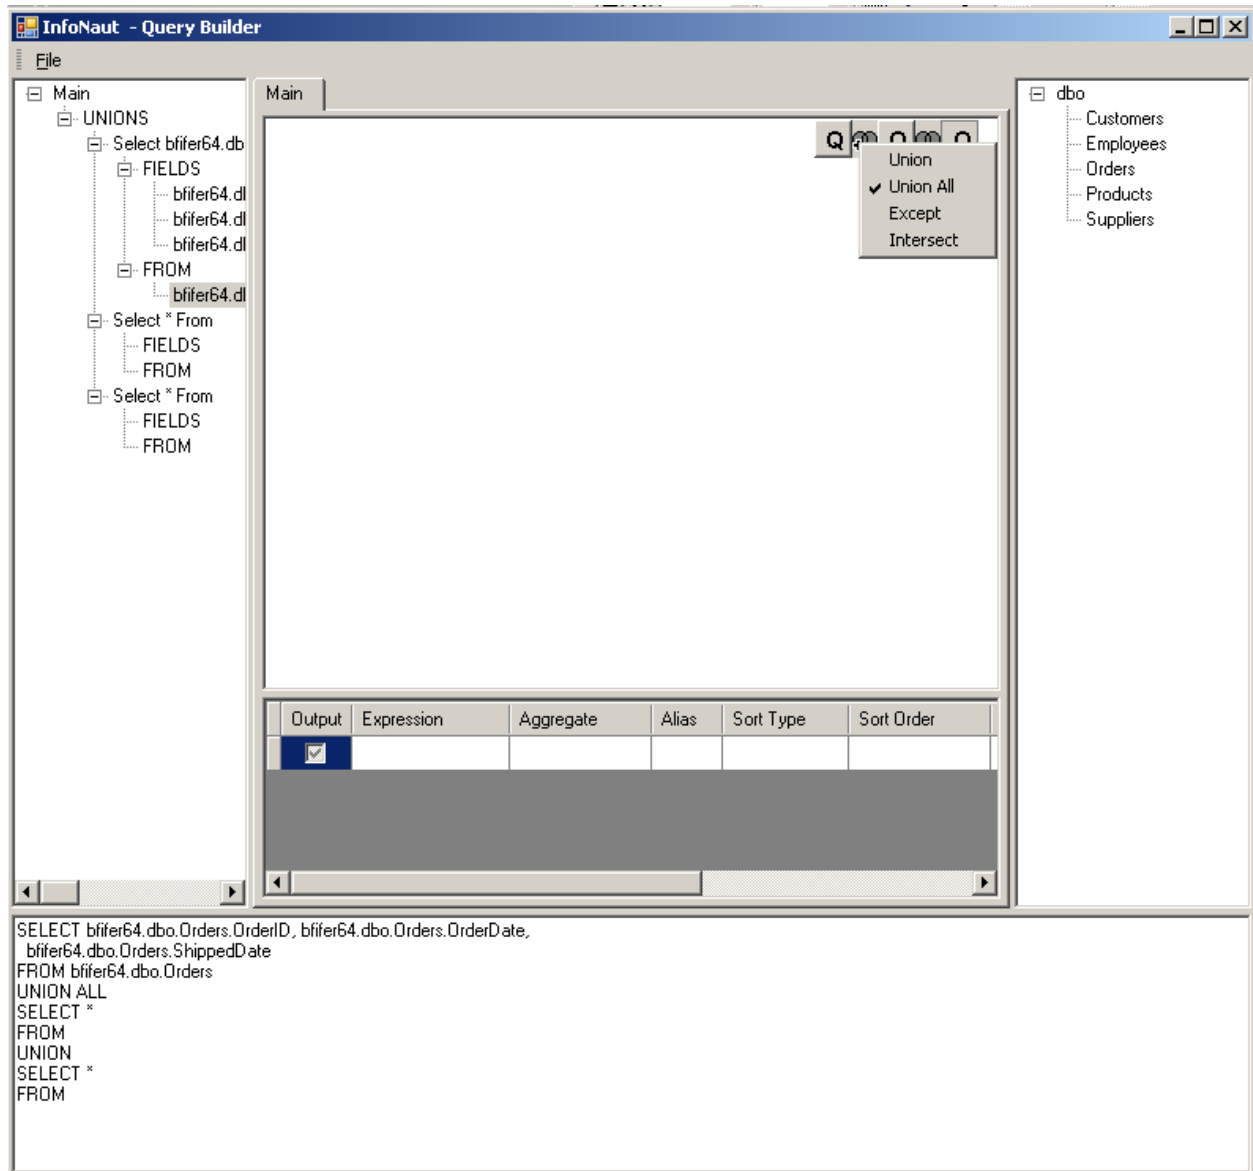 InfoNaut - Query Builder
File
Main
UNIONS
Select bfifer64.db
FIELDS
bfifer64.dl
bfifer64.dl
bfifer64.dl
FROM
bfifer64.dl
Select * From
FIELDS
FROM
Select * From
FIELDS
FROM
Main
Q
Union
Union All
Except
Intersect
Output Expression Aggregate Alias Sort Type Sort Order
dbo
Customers
Employees
Orders
Products
Suppliers
SELECT bfifer64.dbo.Orders.OrderID, bfifer64.dbo.Orders.OrderDate,
bfifer64.dbo.Orders.ShippedDate
FROM bfifer64.dbo.Orders
UNION ALL
SELECT *
FROM
UNION
SELECT *
FROM